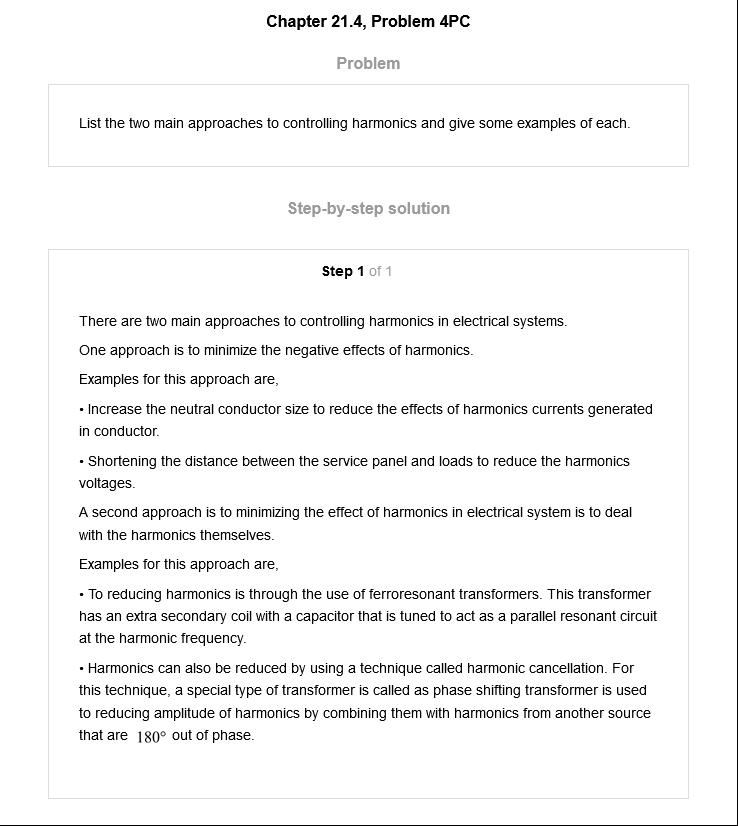 Chapter 21.4, Problem 4PC
Problem
List the two main approaches to controlling harmonics and give some examples of each.
Step-by-step solution
Step 1 of 1
There are two main approaches to controlling harmonics in electrical systems.
One approach is to minimize the negative effects of harmonics.
Examples for this approach are,
• Increase the neutral conductor size to reduce the effects of harmonics currents generated
in conductor.
• Shortening the distance between the service panel and loads to reduce the harmonics
voltages.
A second approach is to minimizing the effect of harmonics in electrical system is to deal
with the harmonics themselves.
Examples for this approach are,
• To reducing harmonics is through the use of ferroresonant transformers. This transformer
has an extra secondary coil with a capacitor that is tuned to act as a parallel resonant circuit
at the harmonic frequency.
• Harmonics can also be reduced by using a technique called harmonic cancellation. For
this technique, a special type of transformer is called as phase shifting transformer is used
to reducing amplitude of harmonics by combining them with harmonics from another source
that are 180° out of phase.